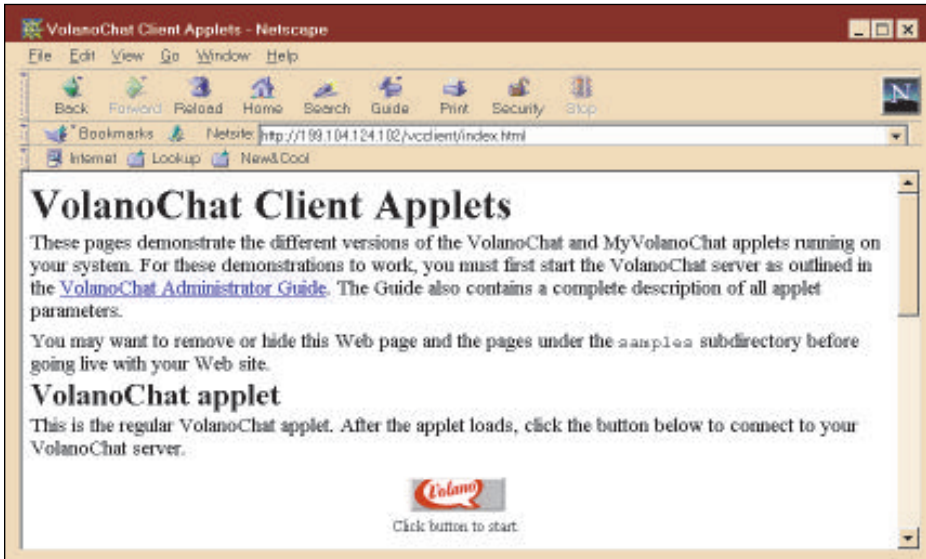 VolanoChat Client Applets - Netscape
File Edit View Go Window Help
Back Forward Reload Home Search Guide Print Security Stop
N
Bookmarks Netsite: http://199.104.124.102/vcclient/index.html
Internet Lookup New&Cool
VolanoChat Client Applets
These pages demonstrate the different versions of the VolanoChat and MyVolanoChat applets running on
your system. For these demonstrations to work, you must first start the VolanoChat server as outlined in
the VolanoChat Administrator Guide. The Guide also contains a complete description of all applet
parameters.
You may want to remove or hide this Web page and the pages under the samples subdirectory before
going live with your Web site.
VolanoChat applet
This is the regular VolanoChat applet. After the applet loads, click the button below to connect to your
VolanoChat server.
Volano
Click button to start